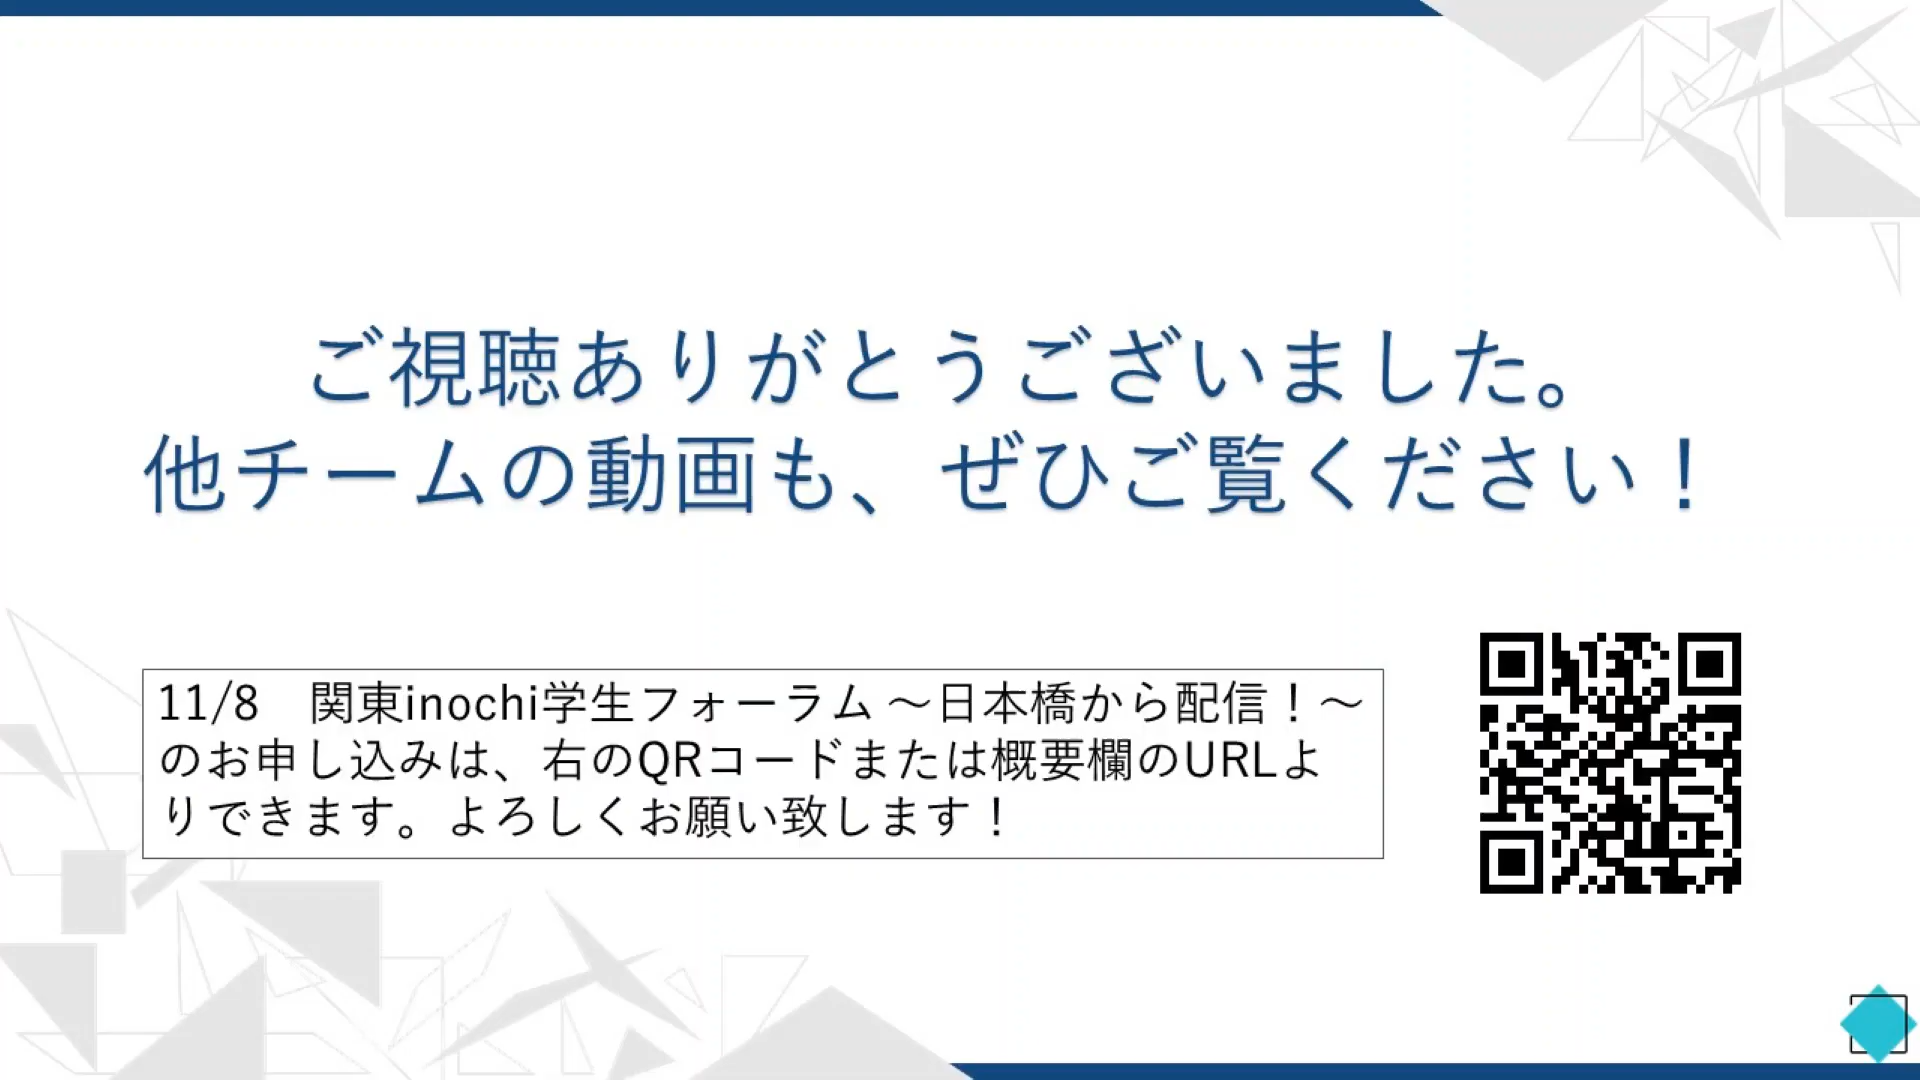 ご視聴ありがとうございました。
他チームの動画も、ぜひご覧ください！
11/8　関東inochi学生フォーラム ～日本橋から配信！～
のお申し込みは、右のQRコードまたは概要欄のURLよ
りできます。よろしくお願い致します！